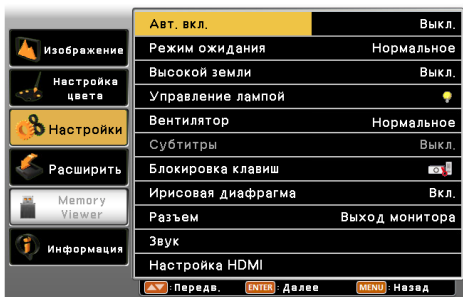 Изображение
Настройка
цвета
Настройки
Расширить
Memory
Viewer
Информация
Авт. вкл. Выкл.
Режим ожидания Нормальное
Высокой земли Выкл.
Управление лампой
Вентилятор Нормальное
Субтитры Выкл.
Блокировка клавиш
Ирисовая диафрагма Вкл.
Разъем Выход монитора
Звук
Настройка HDMI
: Передв. ENTER : Далее MENU : Назад